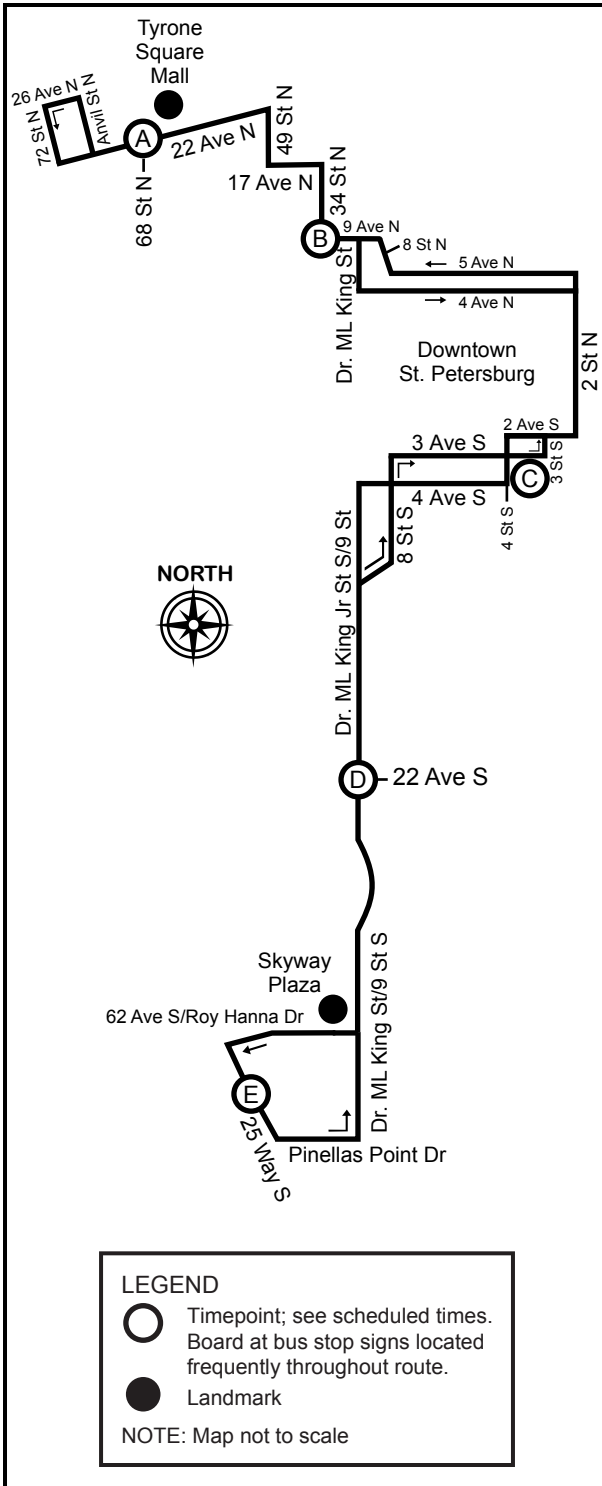 Tyrone
Square
Mall
26 Ave N
Anvil St N
72 St N
A
22 Ave N
49 St N
68 St N
17 Ave N
34 St N
B
9 Ave N
8 St N
5 Ave N
Dr. ML King St
4 Ave N
Downtown
St. Petersburg
2 St N
2 Ave S
3 Ave S
C
3 St S
4 Ave S
4 St S
8 St S
Dr. ML King Jr St S/9 St
NORTH
D
22 Ave S
Skyway
Plaza
62 Ave S/Roy Hanna Dr
Dr. ML King St/9 St S
E
25 Way S
Pinellas Point Dr
LEGEND
Timepoint; see scheduled times.
Board at bus stop signs located
frequently throughout route.
Landmark
NOTE: Map not to scale